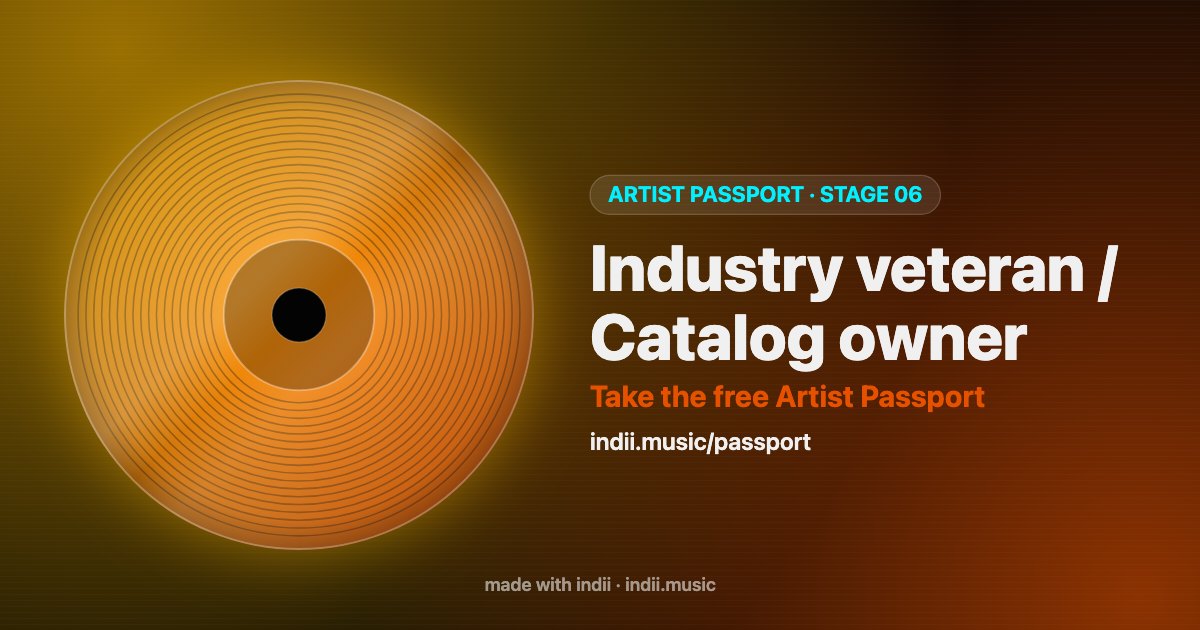 ARTIST PASSPORT · STAGE 06
Industry veteran /
Catalog owner
Take the free Artist Passport
indii.music/passport
made with indii · indii.music